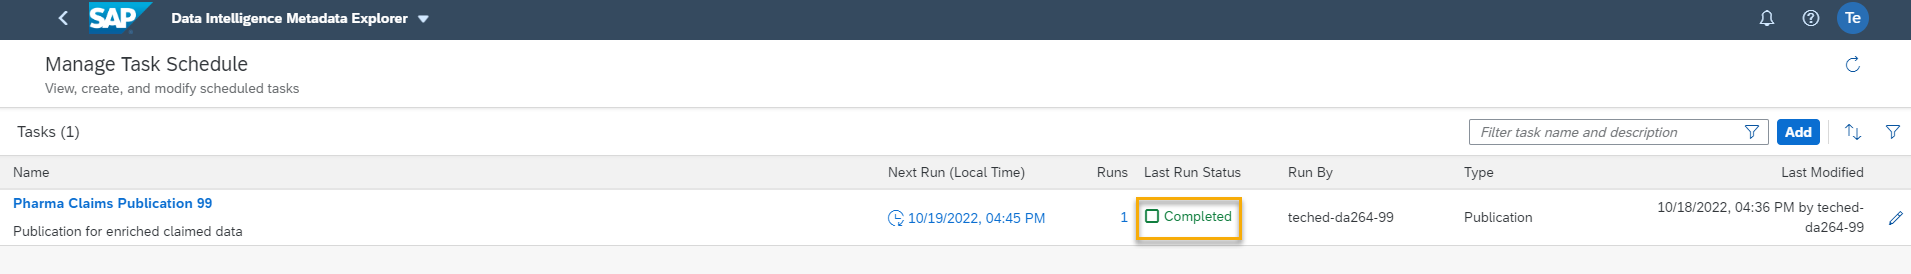 SAP Data Intelligence Metadata Explorer Te
Manage Task Schedule
View, create, and modify scheduled tasks
Tasks (1) Filter task name and description Add
Name Next Run (Local Time) Runs Last Run Status Run By Type Last Modified
Pharma Claims Publication 99
Publication for enriched claimed data
10/19/2022, 04:45 PM 1 Completed teched-da264-99 Publication
10/18/2022, 04:36 PM by teched-
da264-99